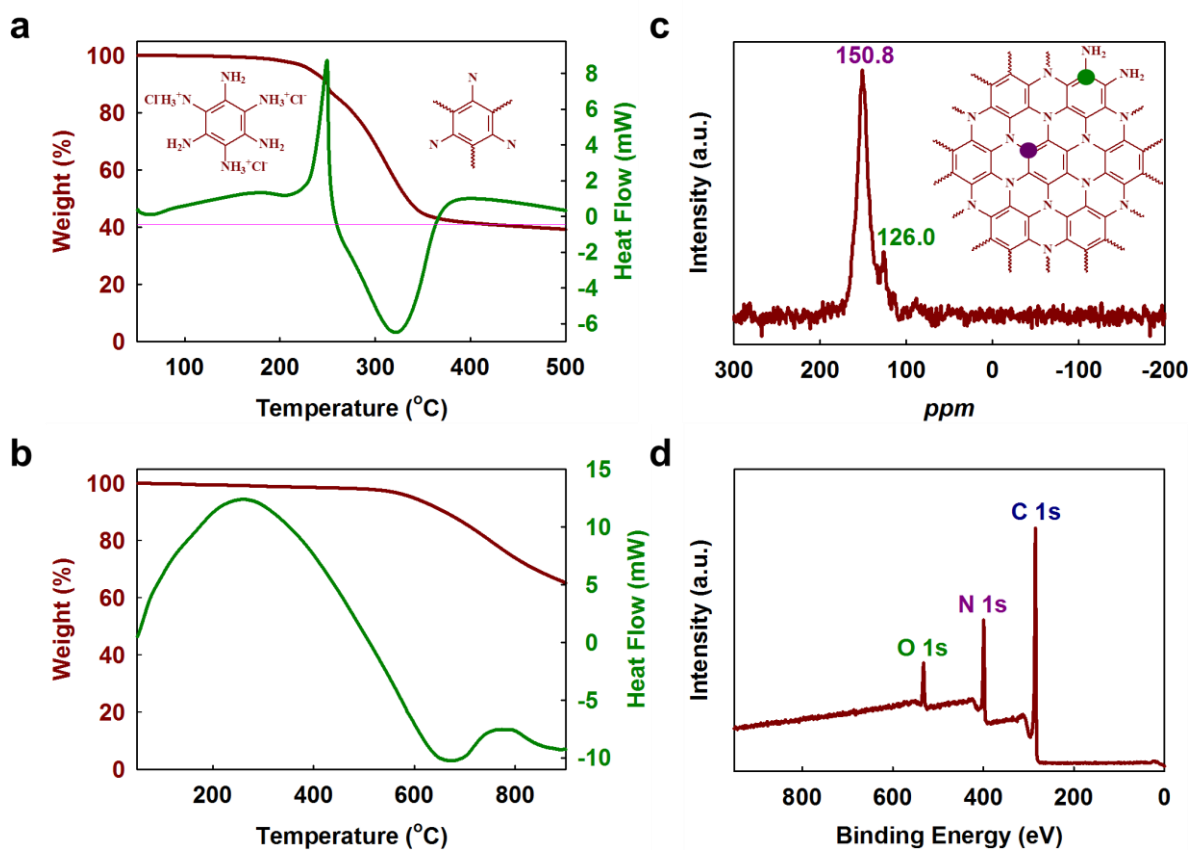 a
100
80
60
40
20
0
Weight (%)
NH2
Cl-H3+N
NH3+Cl-
H2N
NH2
NH3+Cl-
N
N
N
8
6
4
2
0
-2
-4
-6
Heat Flow (mW)
100 200 300 400 500
Temperature (oC)
c
150.8
126.0
NH2
NH2
N
N
N
N
N
N
N
N
N
N
N
N
N
Intensity (a.u.)
300 200 100 0 -100 -200
ppm
b
100
80
60
40
20
0
Weight (%)
15
10
5
0
-5
-10
Heat Flow (mW)
200 400 600 800
Temperature (oC)
d
C 1s
N 1s
O 1s
Intensity (a.u.)
800 600 400 200 0
Binding Energy (eV)